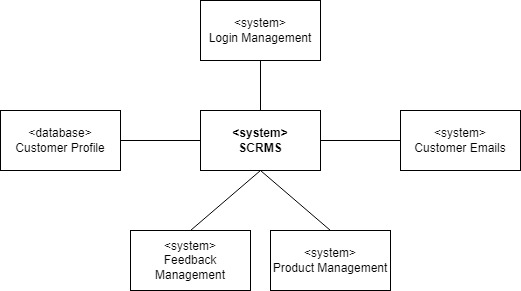 <system>
Login Management
<database>
Customer Profile
<system>
SCRMS
<system>
Customer Emails
<system>
Feedback
Management
<system>
Product Management